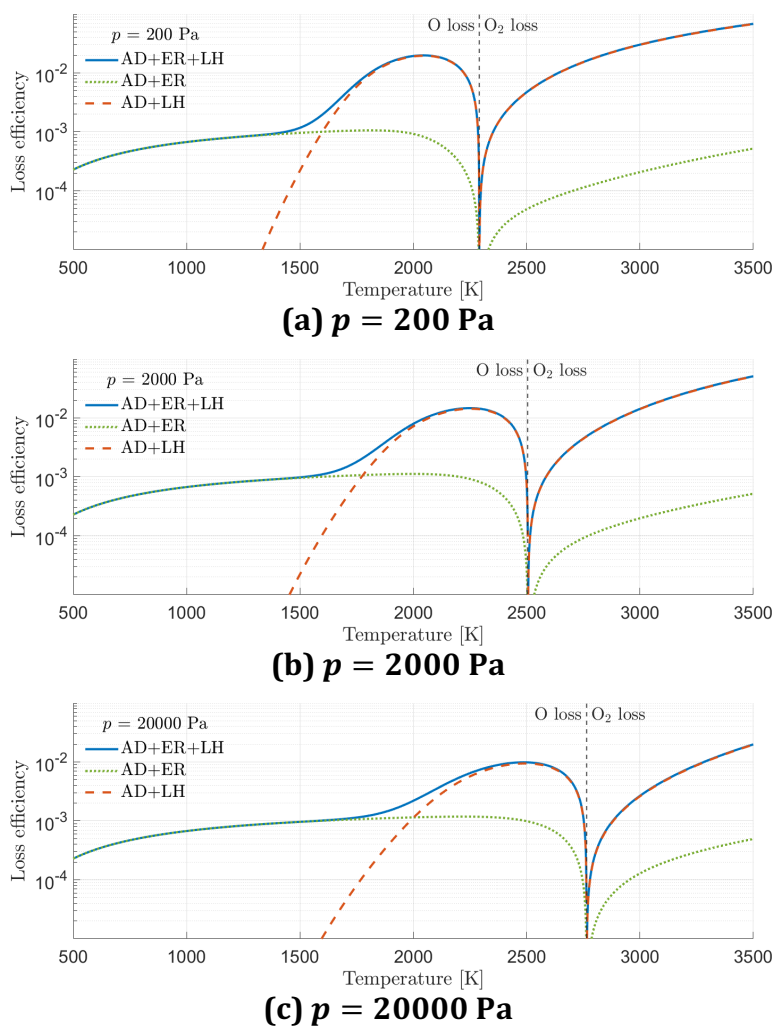 O loss O₂ loss
p = 200 Pa
AD+ER+LH
AD+ER
AD+LH
Loss efficiency
10⁻²
10⁻³
10⁻⁴
500 1000 1500 2000 2500 3000 3500
Temperature [K]
(a) p = 200 Pa
O loss O₂ loss
p = 2000 Pa
AD+ER+LH
AD+ER
AD+LH
Loss efficiency
10⁻²
10⁻³
10⁻⁴
500 1000 1500 2000 2500 3000 3500
Temperature [K]
(b) p = 2000 Pa
O loss O₂ loss
p = 20000 Pa
AD+ER+LH
AD+ER
AD+LH
Loss efficiency
10⁻²
10⁻³
10⁻⁴
500 1000 1500 2000 2500 3000 3500
Temperature [K]
(c) p = 20000 Pa